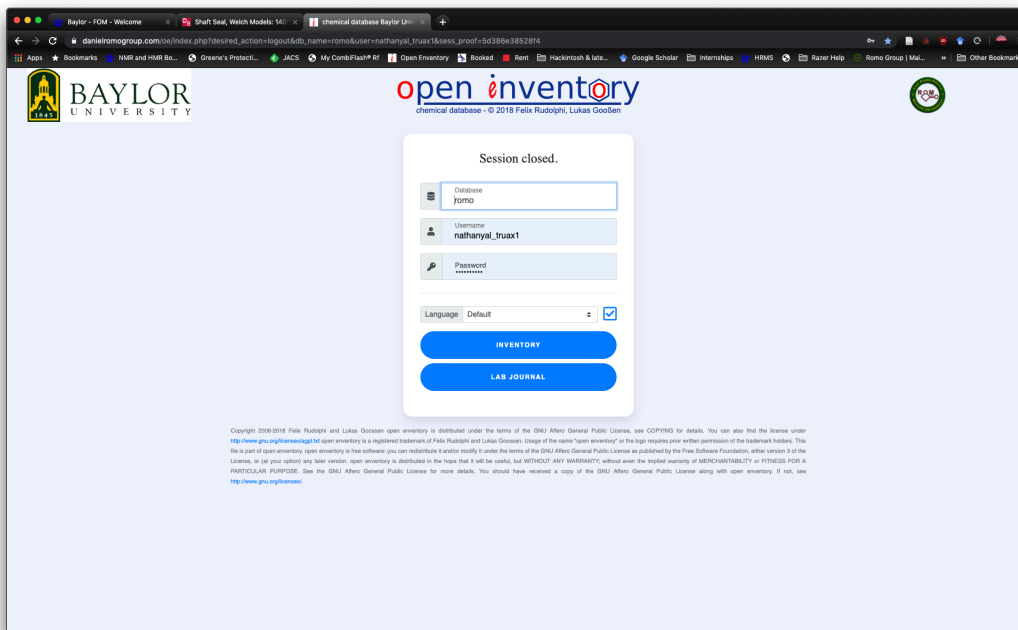 Baylor - FOM - Welcome
Shaft Seal, Welch Models: 140
chemical database Baylor Univ
danielromogroup.com/oe/index.php?desired_action=logout&db_name=romo&user=nathanyal_truax1&sess_proof=5d386e38528f4
Apps Bookmarks NMR and HMR Bo... Greene's Protecti... JACS My CombiFlash® Rf Open Enventory Booked Rent Hackintosh & late... Google Scholar Internships HRMS Razer Help Romo Group | Mai... » Other Bookmark
1845
BAYLOR
UNIVERSITY
open inventory
chemical database - © 2018 Felix Rudolphi, Lukas Gooßen
ROMO
Session closed.
Database
romo
Username
nathanyal_truax1
Password
••••••••••
Language Default
INVENTORY
LAB JOURNAL
Copyright 2006-2018 Felix Rudolphi and Lukas Goossen open enventory is distributed under the terms of the GNU Affero General Public License, see COPYING for details. You can also find the license under
http://www.gnu.org/licenses/agpl.txt open enventory is a registered trademark of Felix Rudolphi and Lukas Goossen. Usage of the name "open enventory" or the logo requires prior written permission of the trademark holders. This
file is part of open enventory. open enventory is free software: you can redistribute it and/or modify it under the terms of the GNU Affero General Public License as published by the Free Software Foundation, either version 3 of the
License, or (at your option) any later version. open enventory is distributed in the hope that it will be useful, but WITHOUT ANY WARRANTY; without even the implied warranty of MERCHANTABILITY or FITNESS FOR A
PARTICULAR PURPOSE. See the GNU Affero General Public License for more details. You should have received a copy of the GNU Affero General Public License along with open enventory. If not, see
http://www.gnu.org/licenses/.